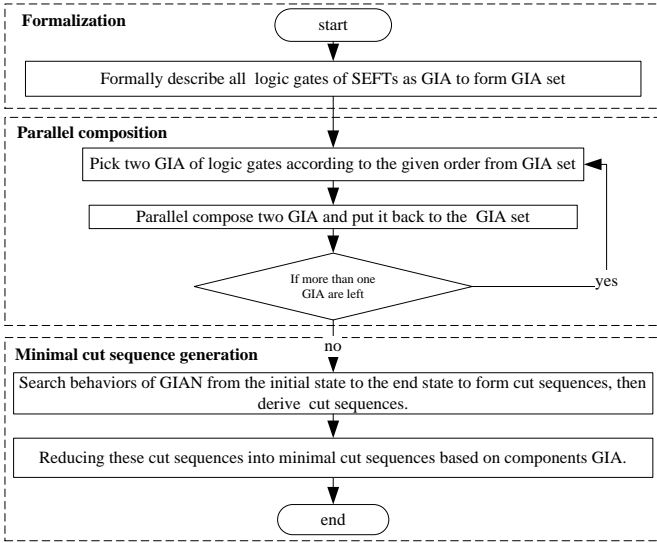 Formalization
start
Formally describe all logic gates of SEFTs as GIA to form GIA set
Parallel composition
Pick two GIA of logic gates according to the given order from GIA set
Parallel compose two GIA and put it back to the GIA set
If more than one
GIA are left
yes
no
Minimal cut sequence generation
Search behaviors of GIAN from the initial state to the end state to form cut sequences, then
derive cut sequences.
Reducing these cut sequences into minimal cut sequences based on components GIA.
end